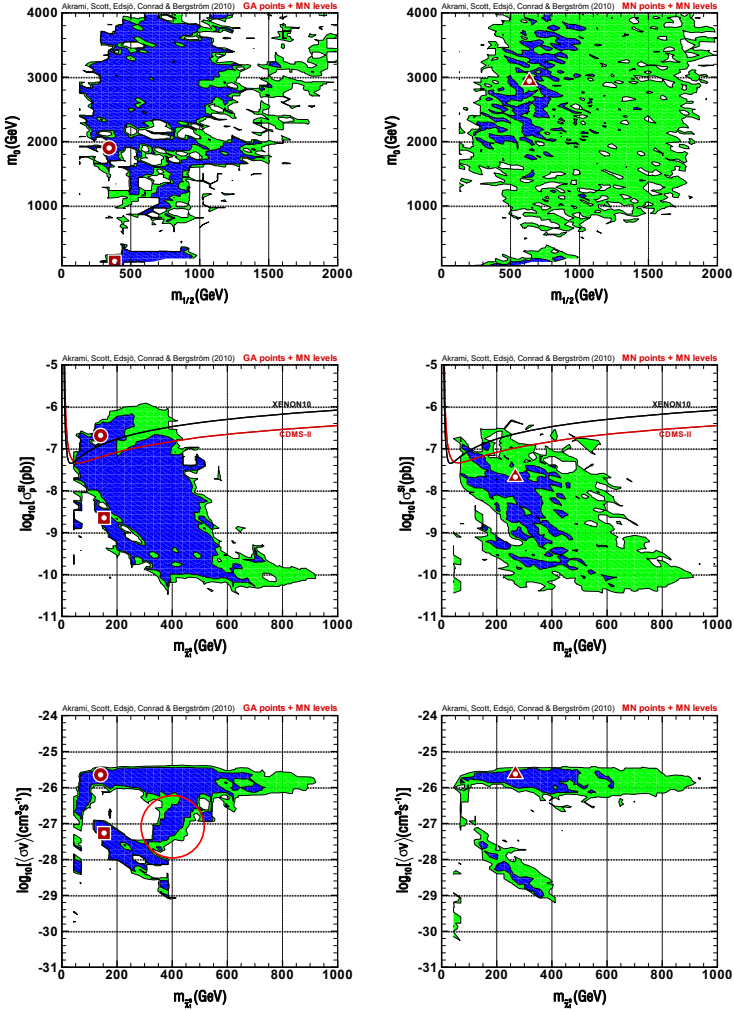 Akrami, Scott, Edsjö, Conrad & Bergström (2010) GA points + MN levels
4000
3000
2000
1000
m₀(GeV)
0 500 1000 1500 2000
m₁/₂(GeV)
Akrami, Scott, Edsjö, Conrad & Bergström (2010) MN points + MN levels
4000
3000
2000
1000
m₀(GeV)
0 500 1000 1500 2000
m₁/₂(GeV)
Akrami, Scott, Edsjö, Conrad & Bergström (2010) GA points + MN levels
-5
-6
-7
-8
-9
-10
-11
log₁₀[σₚˢᴵ(pb)]
XENON10
CDMS-II
0 200 400 600 800 1000
m_χ̃₁⁰(GeV)
Akrami, Scott, Edsjö, Conrad & Bergström (2010) MN points + MN levels
-5
-6
-7
-8
-9
-10
-11
log₁₀[σₚˢᴵ(pb)]
XENON10
CDMS-II
0 200 400 600 800 1000
m_χ̃₁⁰(GeV)
Akrami, Scott, Edsjö, Conrad & Bergström (2010) GA points + MN levels
-24
-25
-26
-27
-28
-29
-30
-31
log₁₀[⟨σv⟩(cm³s⁻¹)]
0 200 400 600 800 1000
m_χ̃₁⁰(GeV)
Akrami, Scott, Edsjö, Conrad & Bergström (2010) MN points + MN levels
-24
-25
-26
-27
-28
-29
-30
-31
log₁₀[⟨σv⟩(cm³s⁻¹)]
0 200 400 600 800 1000
m_χ̃₁⁰(GeV)